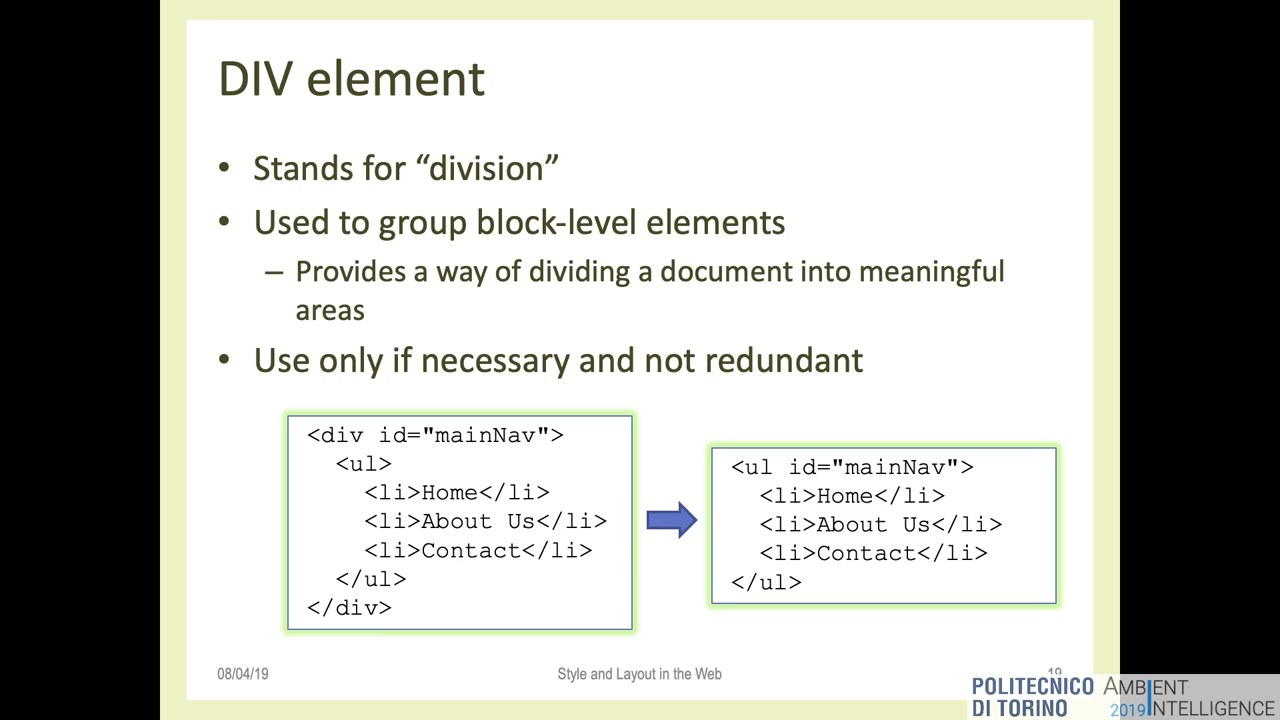 DIV element
• Stands for “division”
• Used to group block-level elements
– Provides a way of dividing a document into meaningful
areas
• Use only if necessary and not redundant
<div id="mainNav">
  <ul>
    <li>Home</li>
    <li>About Us</li>
    <li>Contact</li>
  </ul>
</div>
<ul id="mainNav">
  <li>Home</li>
  <li>About Us</li>
  <li>Contact</li>
</ul>
08/04/19
Style and Layout in the Web
19
POLITECNICO
DI TORINO
AMBIENT
2019 INTELLIGENCE